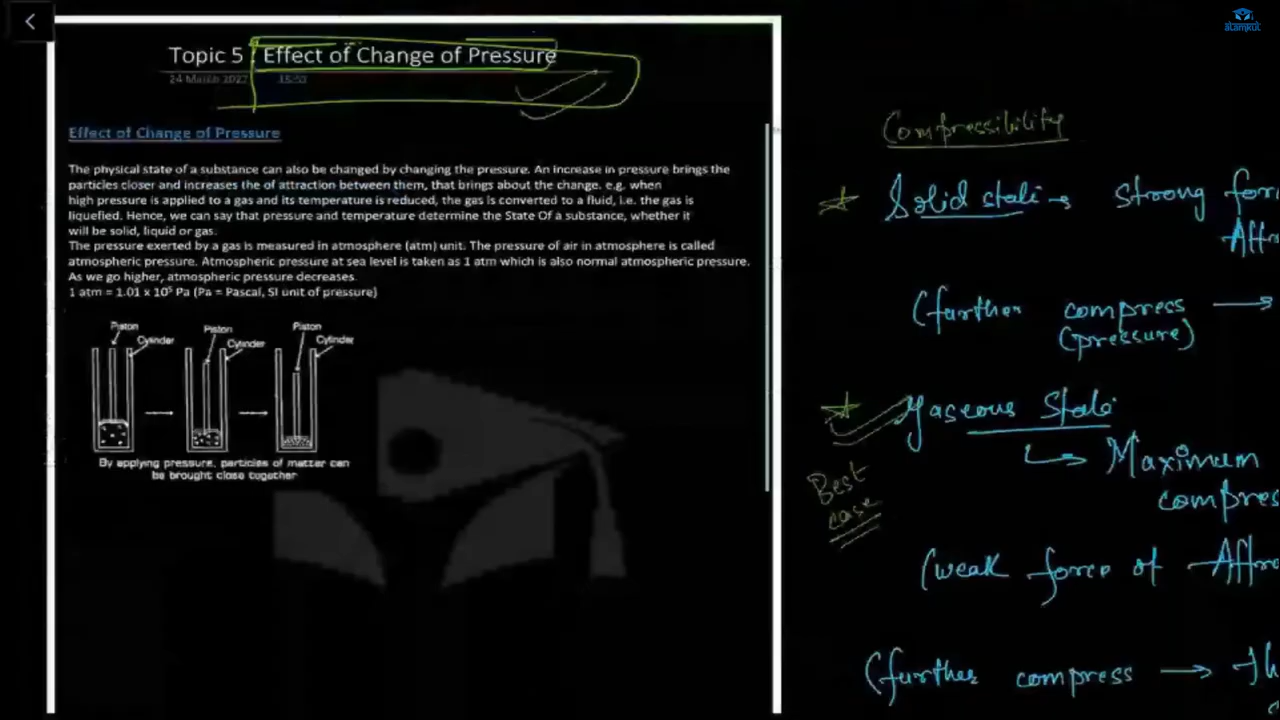 alamkul
Topic 5 : Effect of Change of Pressure
24 March 2022 15:52
Effect of Change of Pressure
The physical state of a substance can also be changed by changing the pressure. An increase in pressure brings the
particles closer and increases the of attraction between them, that brings about the change. e.g. when
high pressure is applied to a gas and its temperature is reduced, the gas is converted to a fluid, i.e. the gas is
liquefied. Hence, we can say that pressure and temperature determine the State Of a substance, whether it
will be solid, liquid or gas.
The pressure exerted by a gas is measured in atmosphere (atm) unit. The pressure of air in atmosphere is called
atmospheric pressure. Atmospheric pressure at sea level is taken as 1 atm which is also normal atmospheric pressure.
As we go higher, atmospheric pressure decreases.
1 atm = 1.01 x 10⁵ Pa (Pa = Pascal, SI unit of pressure)
Piston Piston Piston
Cylinder Cylinder Cylinder
By applying pressure, particles of matter can
be brought close together
Compressibility
Solid state → strong for
Attra
(further compress →
(pressure)
Gaseous State
Maximum
compres
Best
case
(weak force of Attra
(further compress → th